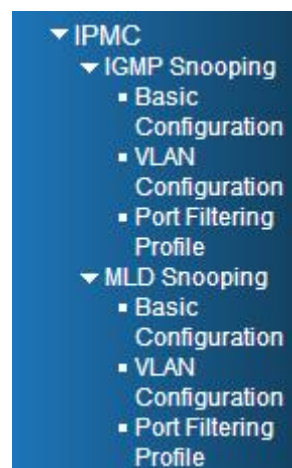 IPMC
IGMP Snooping
Basic
Configuration
VLAN
Configuration
Port Filtering
Profile
MLD Snooping
Basic
Configuration
VLAN
Configuration
Port Filtering
Profile